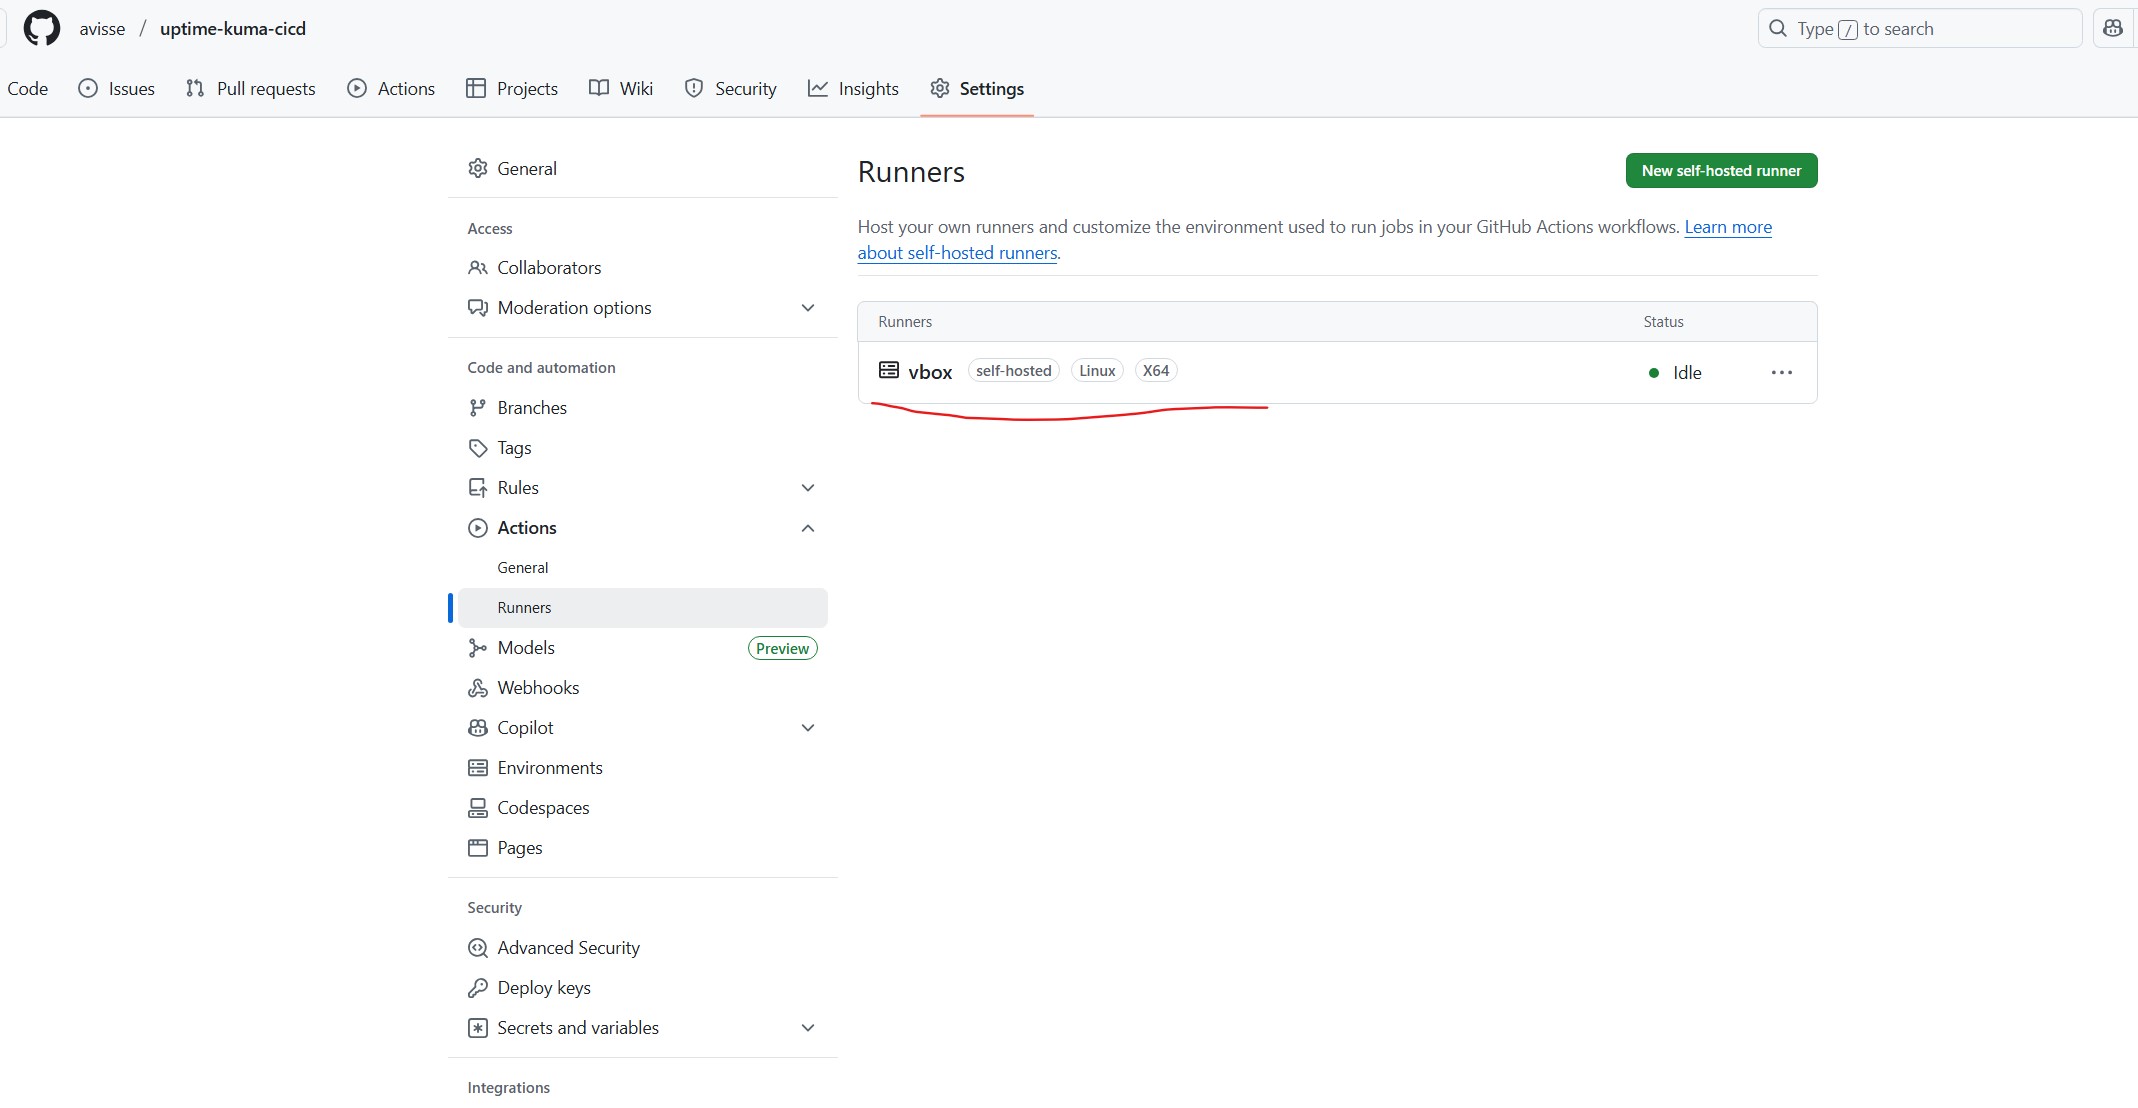 avisse / uptime-kuma-cicd
Type / to search
Code Issues Pull requests Actions Projects Wiki Security Insights Settings
General
Access
Collaborators
Moderation options
Code and automation
Branches
Tags
Rules
Actions
General
Runners
Models Preview
Webhooks
Copilot
Environments
Codespaces
Pages
Security
Advanced Security
Deploy keys
Secrets and variables
Integrations
Runners
New self-hosted runner
Host your own runners and customize the environment used to run jobs in your GitHub Actions workflows. Learn more
about self-hosted runners.
Runners Status
vbox self-hosted Linux X64 Idle